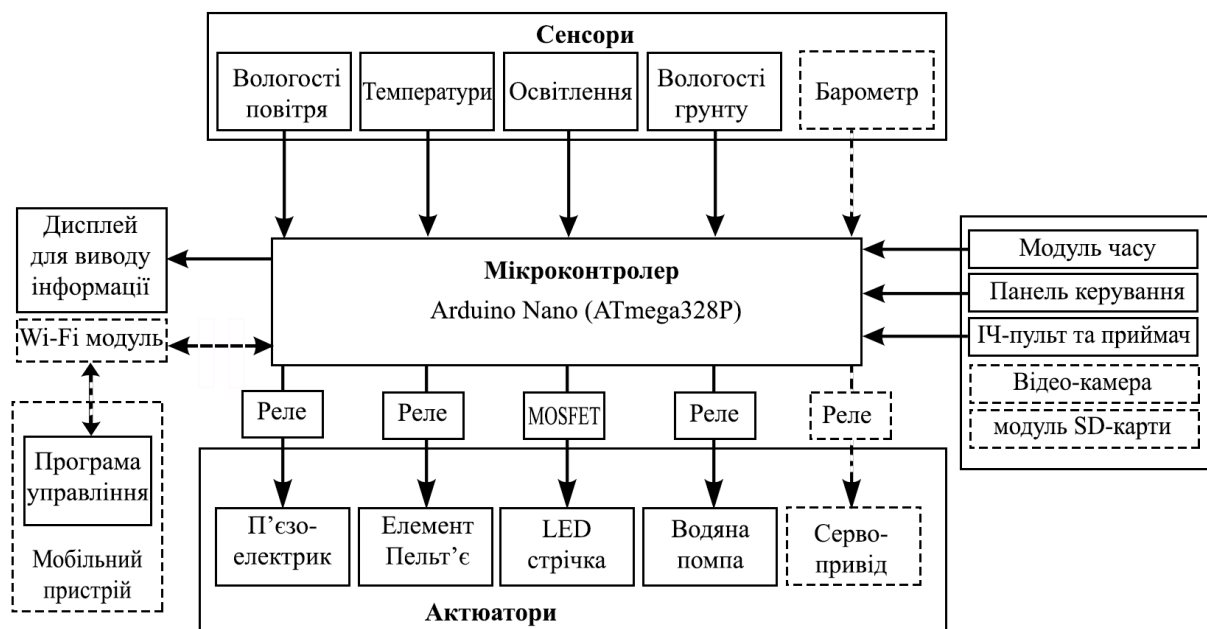 Сенсори
Вологості
повітря
Температури
Освітлення
Вологості
грунту
Барометр
Дисплей
для виводу
інформації
Wi-Fi модуль
Програма
управління
Мобільний
пристрій
Мікроконтролер
Arduino Nano (ATmega328P)
Модуль часу
Панель керування
ІЧ-пульт та приймач
Відео-камера
модуль SD-карти
Реле
Реле
MOSFET
Реле
Реле
П’єзо-
електрик
Елемент
Пельт’є
LED
стрічка
Водяна
помпа
Серво-
привід
Актюатори